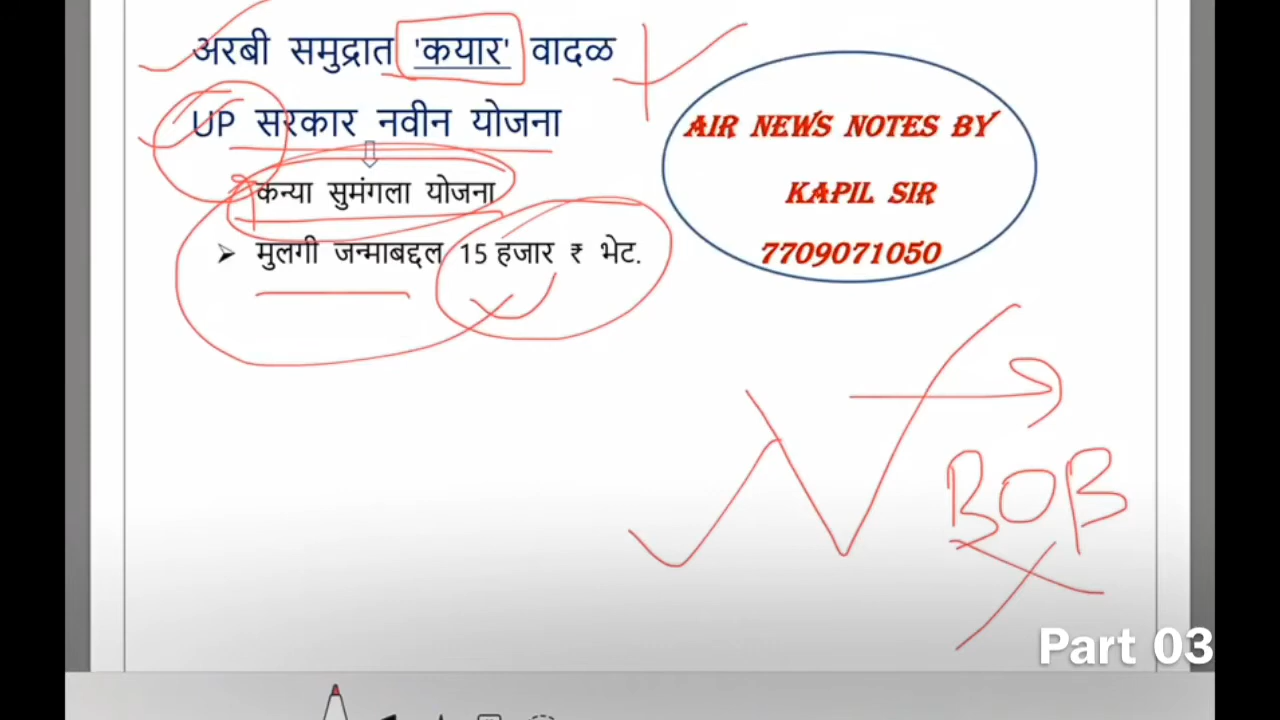 अरबी समुद्रात 'कयार' वादळ
UP सरकार नवीन योजना
कन्या सुमंगला योजना
➢ मुलगी जन्माबद्दल 15 हजार ₹ भेट.
AIR NEWS NOTES BY
KAPIL SIR
7709071050
BOB
Part 03